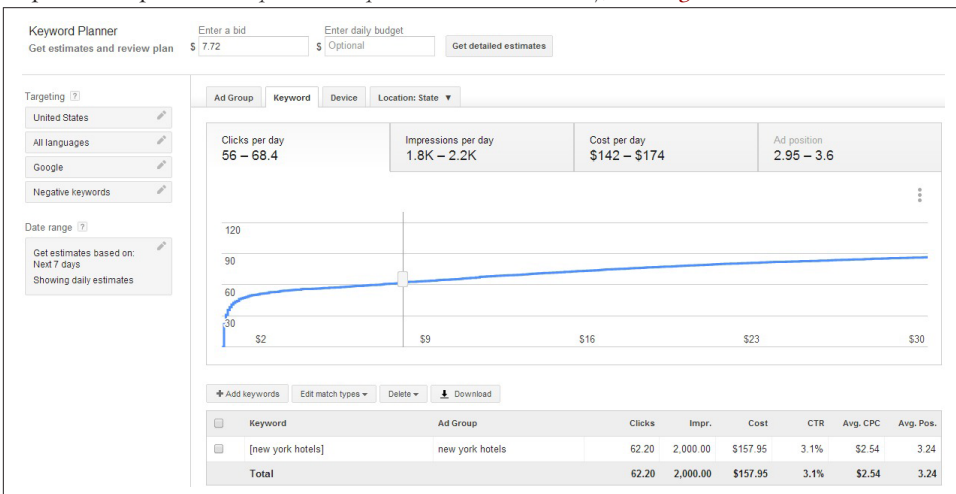 Keyword Planner
Get estimates and review plan
Enter a bid
$ 7.72
Enter daily budget
$ Optional
Get detailed estimates
Targeting ?
United States
All languages
Google
Negative keywords
Date range ?
Get estimates based on:
Next 7 days
Showing daily estimates
Ad Group Keyword Device Location: State
Clicks per day Impressions per day Cost per day Ad position
56 – 68.4 1.8K – 2.2K $142 – $174 2.95 – 3.6
120
90
60
30
$2 $9 $16 $23 $30
+ Add keywords Edit match types Delete Download
Keyword Ad Group Clicks Impr. Cost CTR Avg. CPC Avg. Pos.
[new york hotels] new york hotels 62.20 2,000.00 $157.95 3.1% $2.54 3.24
Total 62.20 2,000.00 $157.95 3.1% $2.54 3.24